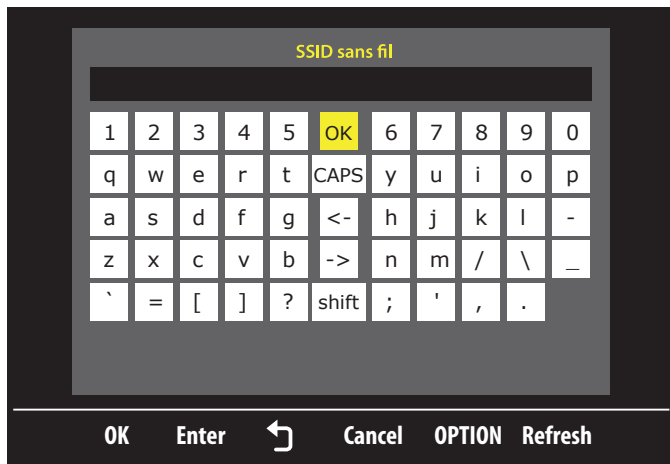 SSID sans fil
1 2 3 4 5 OK 6 7 8 9 0
q w e r t CAPS y u i o p
a s d f g <- h j k l -
z x c v b -> n m / \ _
` = [ ] ? shift ; ' , .
OK Enter Cancel OPTION Refresh